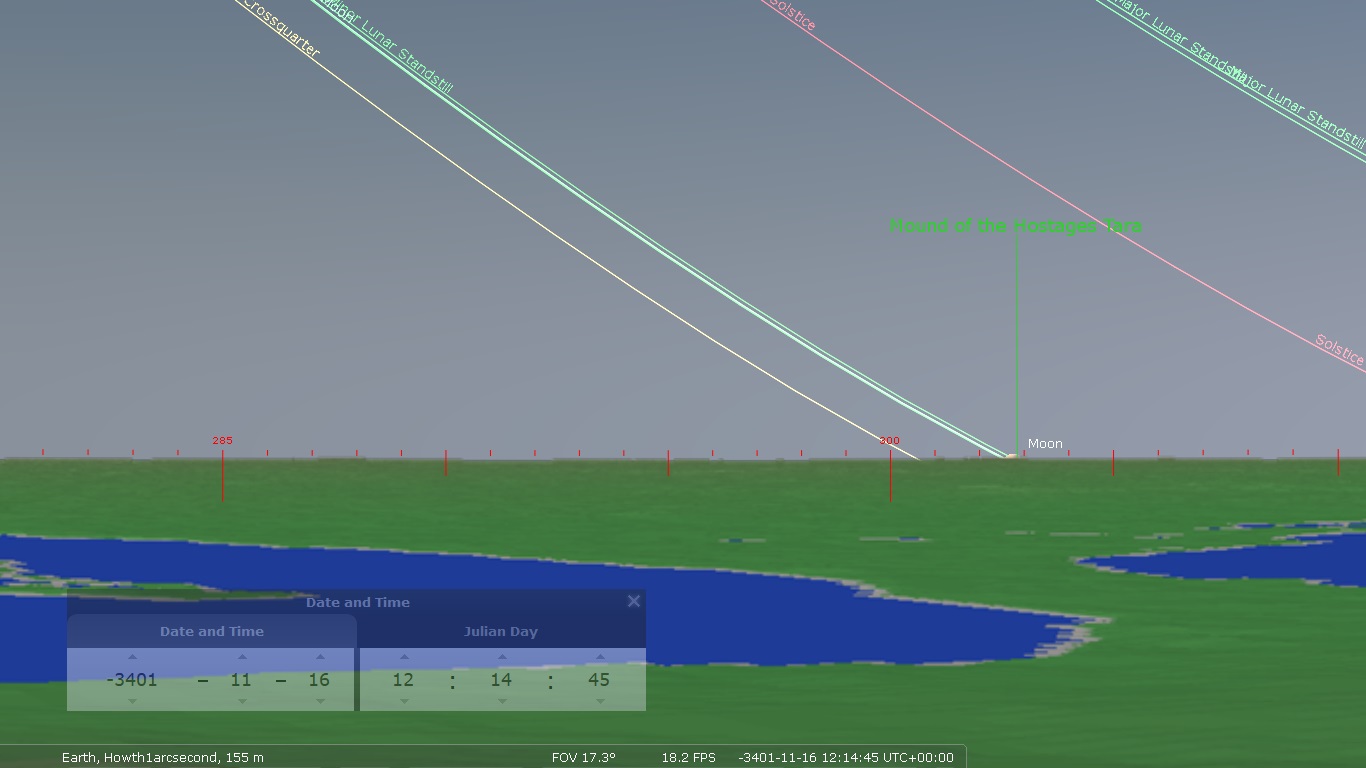 Crossquarter
Moon
Minor Lunar Standstill
Solstice
Major Lunar Standstill
Major Lunar Standstill
Mound of the Hostages Tara
Solstice
285
300
Moon
Date and Time
Date and Time
Julian Day
-3401 - 11 - 16 12 : 14 : 45
Earth, Howth1arcsecond, 155 m FOV 17.3° 18.2 FPS -3401-11-16 12:14:45 UTC+00:00